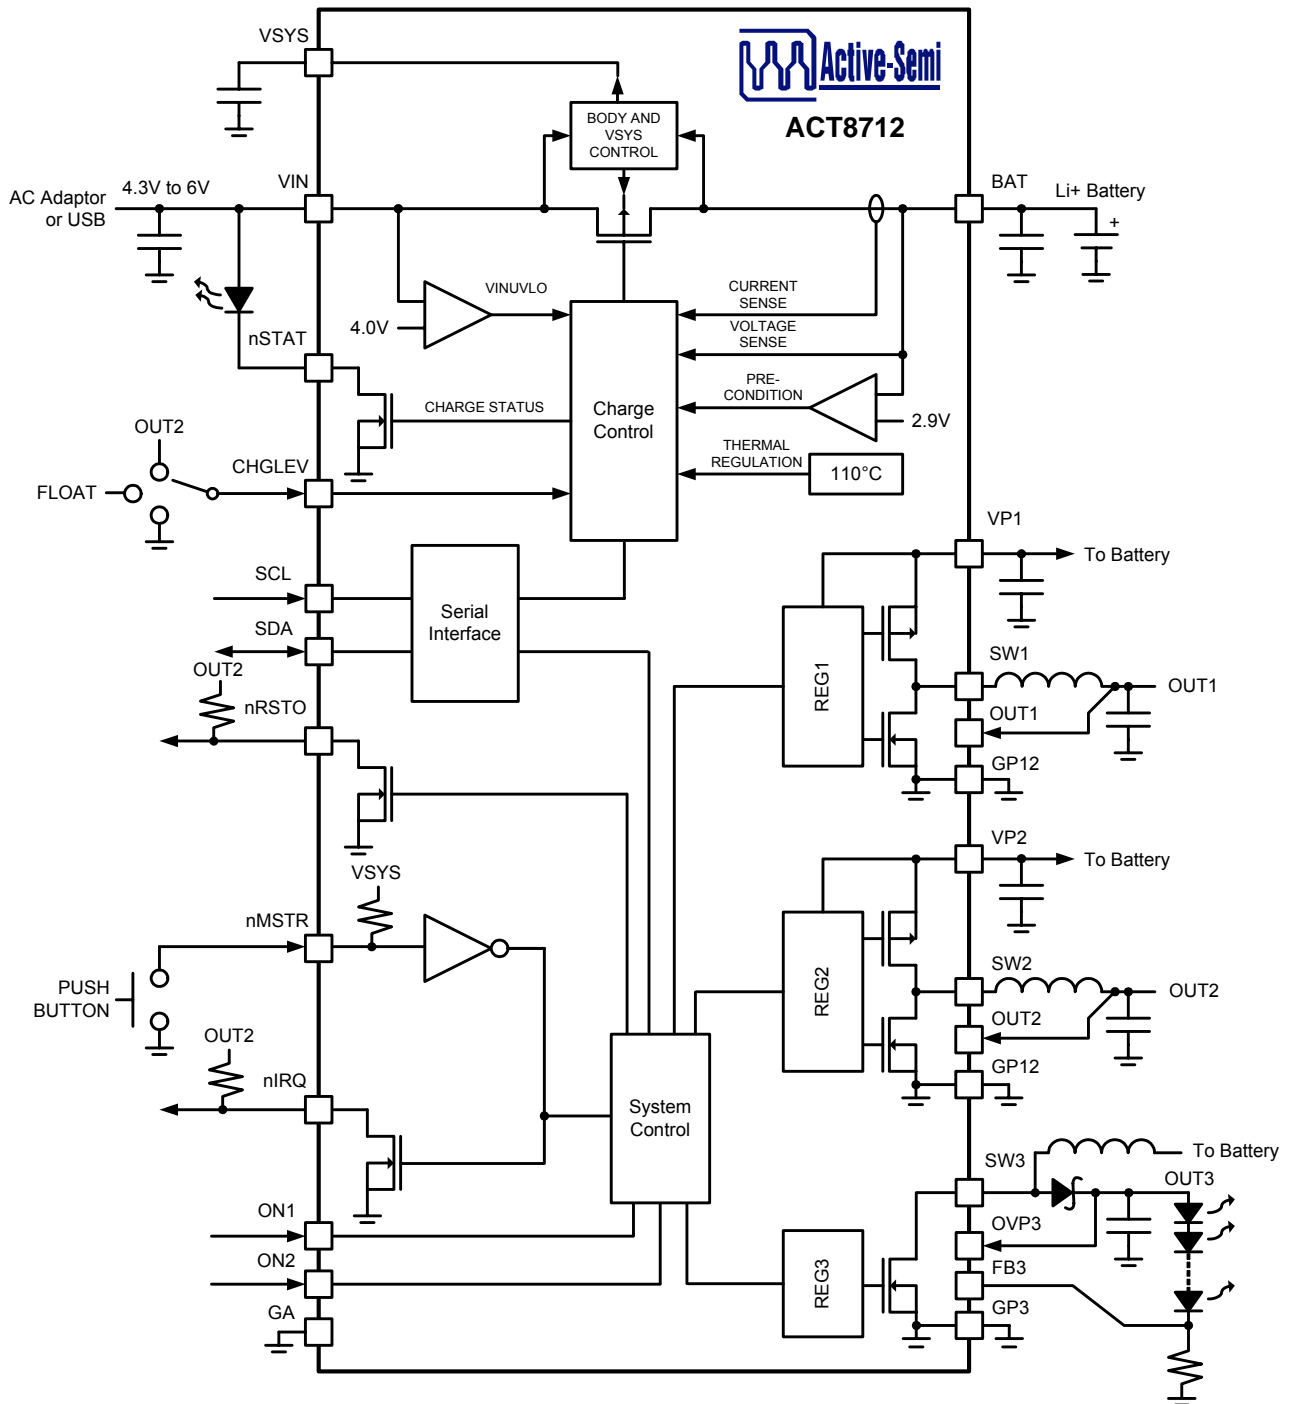 VSYS
Active-Semi
ACT8712
BODY AND
VSYS
CONTROL
AC Adaptor
or USB
4.3V to 6V
VIN
BAT
Li+ Battery
+
VINUVLO
4.0V
CURRENT
SENSE
VOLTAGE
SENSE
nSTAT
PRE-
CONDITION
2.9V
CHARGE STATUS
Charge
Control
OUT2
THERMAL
REGULATION
110°C
CHGLEV
FLOAT
VP1
To Battery
SCL
Serial
Interface
SDA
OUT2
nRSTO
REG1
SW1
OUT1
OUT1
GP12
VP2
To Battery
VSYS
nMSTR
PUSH
BUTTON
REG2
SW2
OUT2
OUT2
GP12
OUT2
nIRQ
System
Control
SW3
To Battery
OUT3
ON1
OVP3
ON2
REG3
FB3
GA
GP3